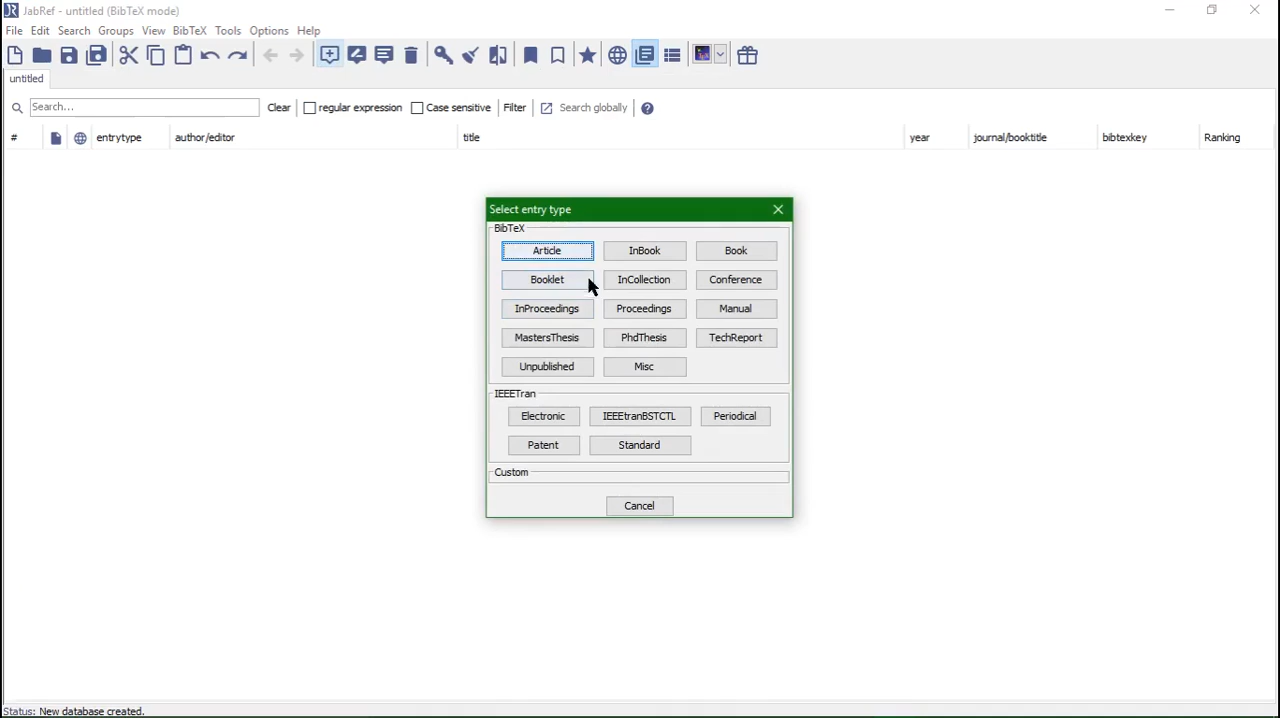 JabRef - untitled (BibTeX mode)
File Edit Search Groups View BibTeX Tools Options Help
untitled
Search... Clear regular expression Case sensitive Filter Search globally
# entrytype author/editor title year journal/booktitle bibtexkey Ranking
Select entry type
BibTeX
Article InBook Book
Booklet InCollection Conference
InProceedings Proceedings Manual
MastersThesis PhdThesis TechReport
Unpublished Misc
IEEETran
Electronic IEEEtranBSTCTL Periodical
Patent Standard
Custom
Cancel
Status: New database created.